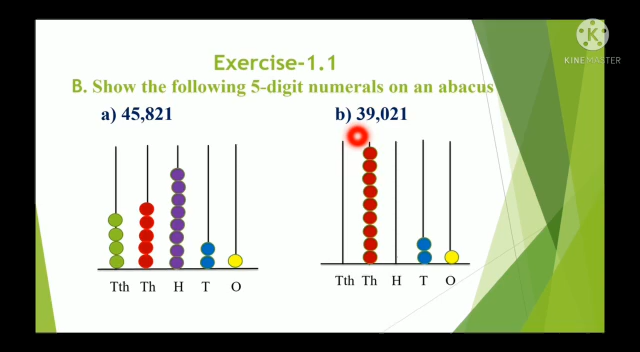 K
KINEMASTER
Exercise-1.1
B. Show the following 5-digit numerals on an abacus
a) 45,821 b) 39,021
Tth Th H T O Tth Th H T O